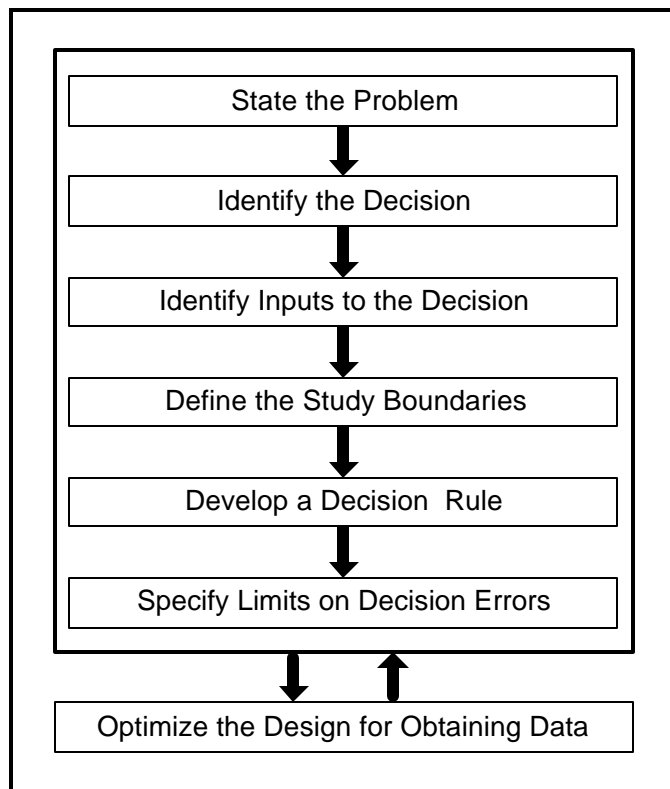 State the Problem
Identify the Decision
Identify Inputs to the Decision
Define the Study Boundaries
Develop a Decision Rule
Specify Limits on Decision Errors
Optimize the Design for Obtaining Data